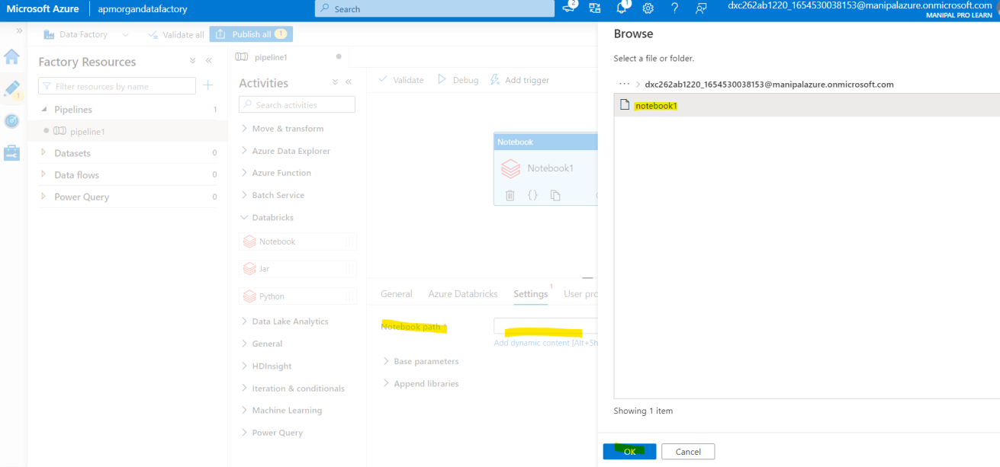 Microsoft Azure apmorgandatafactory Search 2 1 dxc262ab1220_1654530038153@manipalazure.onmicrosoft.com
MANIPAL PRO LEARN
Data Factory Validate all Publish all 1
Factory Resources
Filter resources by name
1
Pipelines 1
pipeline1
Datasets 0
Data flows 0
Power Query 0
pipeline1
Activities
Search activities
Move & transform
Azure Data Explorer
Azure Function
Batch Service
Databricks
Notebook
Jar
Python
Data Lake Analytics
General
HDInsight
Iteration & conditionals
Machine Learning
Power Query
Validate Debug Add trigger
Notebook
Notebook1
{}
General Azure Databricks Settings 1 User pro
Notebook path *
Add dynamic content [Alt+Sh
Base parameters
Append libraries
Browse
Select a file or folder.
··· > dxc262ab1220_1654530038153@manipalazure.onmicrosoft.com
notebook1
Showing 1 item
OK Cancel